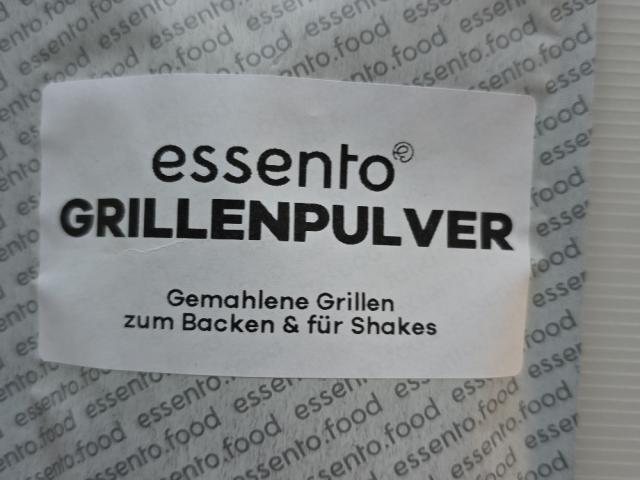 essento
GRILLENPULVER
Gemahlene Grillen
zum Backen & für Shakes
essento.food